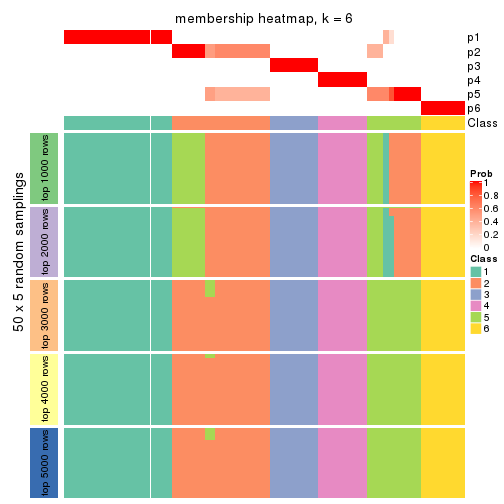 membership heatmap, k = 6
p1
p2
p3
p4
p5
p6
Class
50 x 5 random samplings
top 1000 rows
top 2000 rows
top 3000 rows
top 4000 rows
top 5000 rows
Prob
1
0.8
0.6
0.4
0.2
0
Class
1
2
3
4
5
6